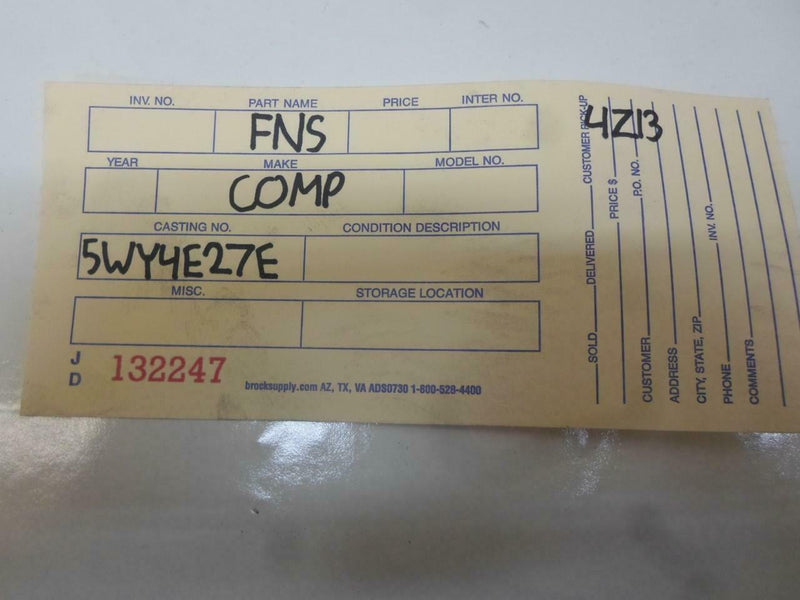 INV. NO. PART NAME PRICE INTER NO.
FNS
YEAR MAKE MODEL NO.
COMP
CASTING NO. CONDITION DESCRIPTION
5WY4E27E
MISC. STORAGE LOCATION
J
D
132247
brocksupply.com AZ, TX, VA ADS0730 1-800-528-4400
4Z13
SOLD DELIVERED CUSTOMER PICK-UP
PRICE $
CUSTOMER P.O. NO.
ADDRESS
CITY, STATE, ZIP
PHONE INV. NO.
COMMENTS